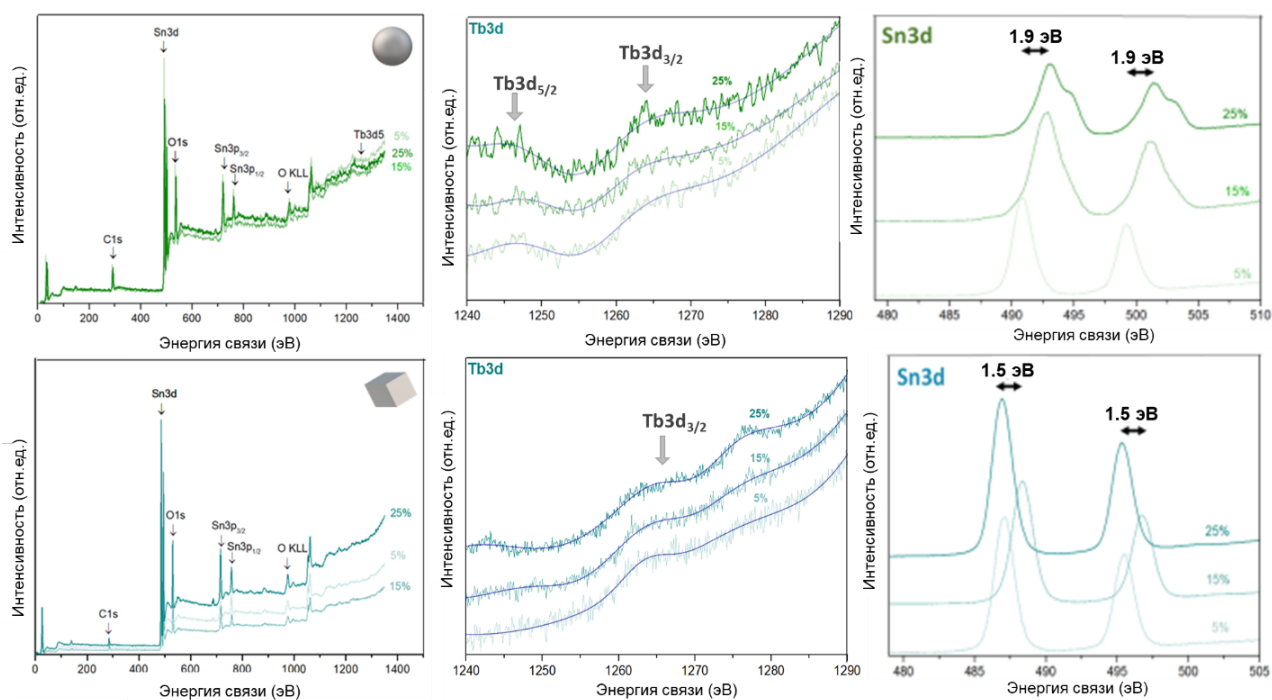 Интенсивность (отн.ед.)
Sn3d
O1s
C1s
Sn3p3/2
Sn3p1/2
O KLL
Tb3d5
5%
25%
15%
0 200 400 600 800 1000 1200 1400
Энергия связи (эВ)
Интенсивность (отн.ед.)
Tb3d
Tb3d5/2
Tb3d3/2
25%
15%
5%
1240 1250 1260 1270 1280 1290
Энергия связи (эВ)
Интенсивность (отн.ед.)
Sn3d
1.9 эВ
1.9 эВ
25%
15%
5%
480 485 490 495 500 505 510
Энергия связи (эВ)
Интенсивность (отн.ед.)
Sn3d
O1s
C1s
Sn3p3/2
Sn3p1/2
O KLL
25%
5%
15%
0 200 400 600 800 1000 1200 1400
Энергия связи (эВ)
Интенсивность (отн.ед.)
Tb3d
Tb3d3/2
25%
15%
5%
1240 1250 1260 1270 1280 1290
Энергия связи (эВ)
Интенсивность (отн.ед.)
Sn3d
1.5 эВ
1.5 эВ
25%
15%
5%
480 485 490 495 500 505
Энергия связи (эВ)